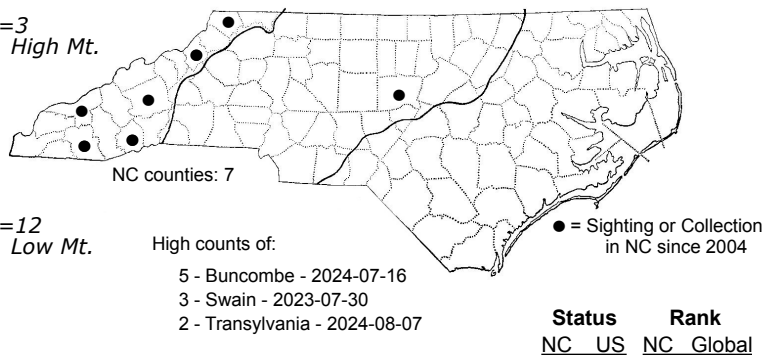 =3
High Mt.
NC counties: 7
=12
Low Mt.
High counts of:
5 - Buncombe - 2024-07-16
3 - Swain - 2023-07-30
2 - Transylvania - 2024-08-07
● = Sighting or Collection
in NC since 2004
Status Rank
NC US NC Global